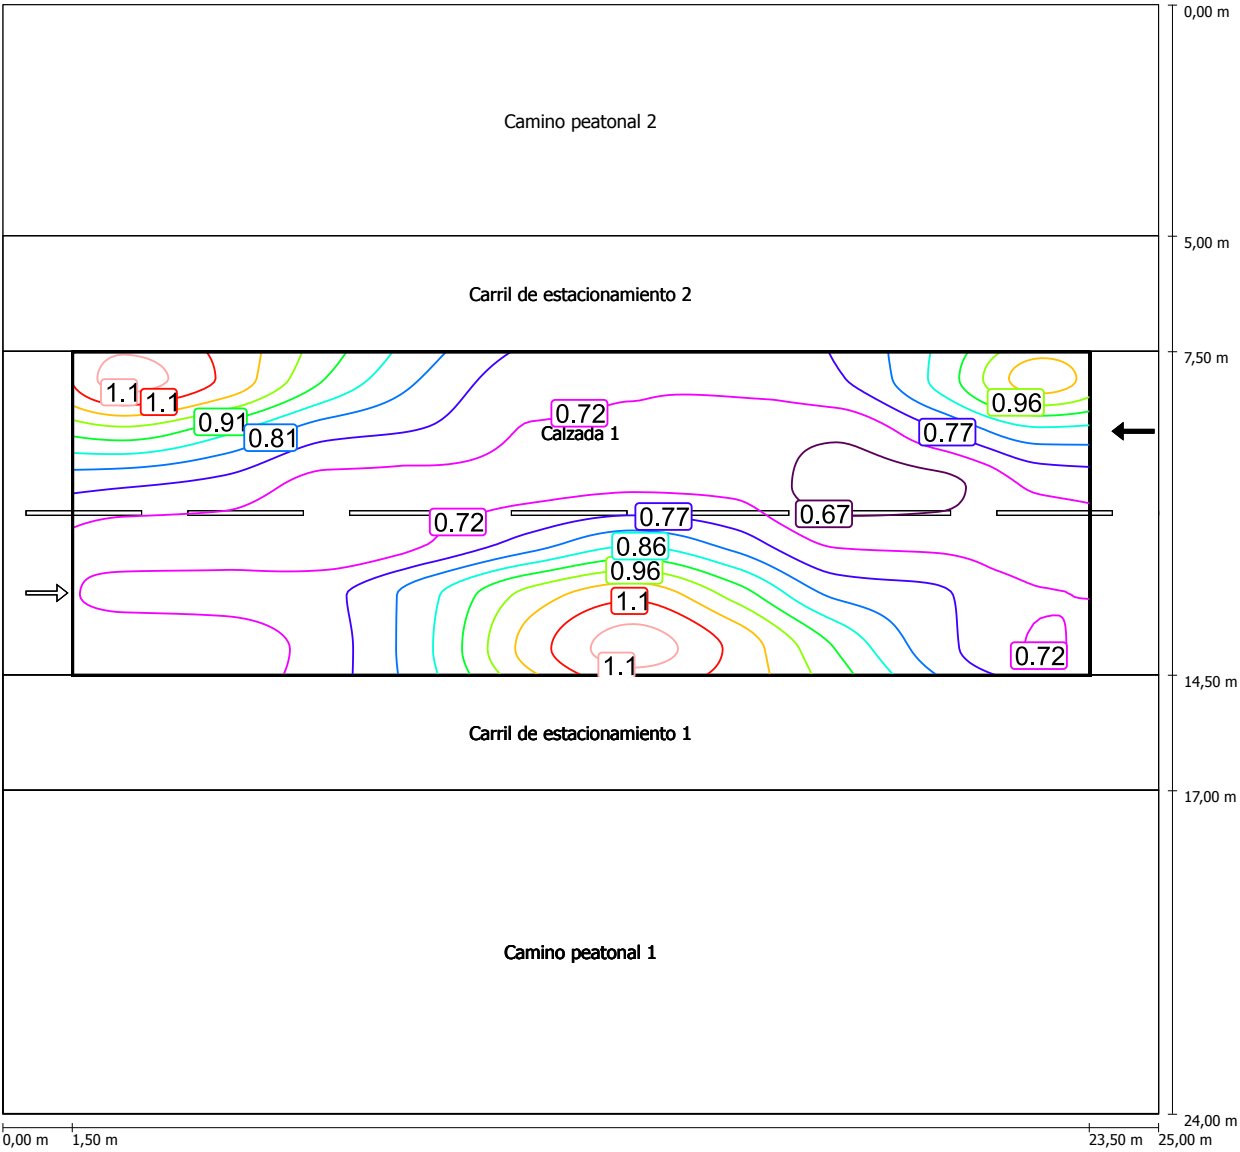 0,00 m
Camino peatonal 2
5,00 m
Carril de estacionamiento 2
7,50 m
1.1
1.1
0.91
0.81
0.72
Calzada 1
0.77
0.96
0.67
0.72
0.77
0.86
0.96
1.1
1.1
0.72
14,50 m
Carril de estacionamiento 1
17,00 m
Camino peatonal 1
24,00 m
0,00 m
1,50 m
23,50 m
25,00 m